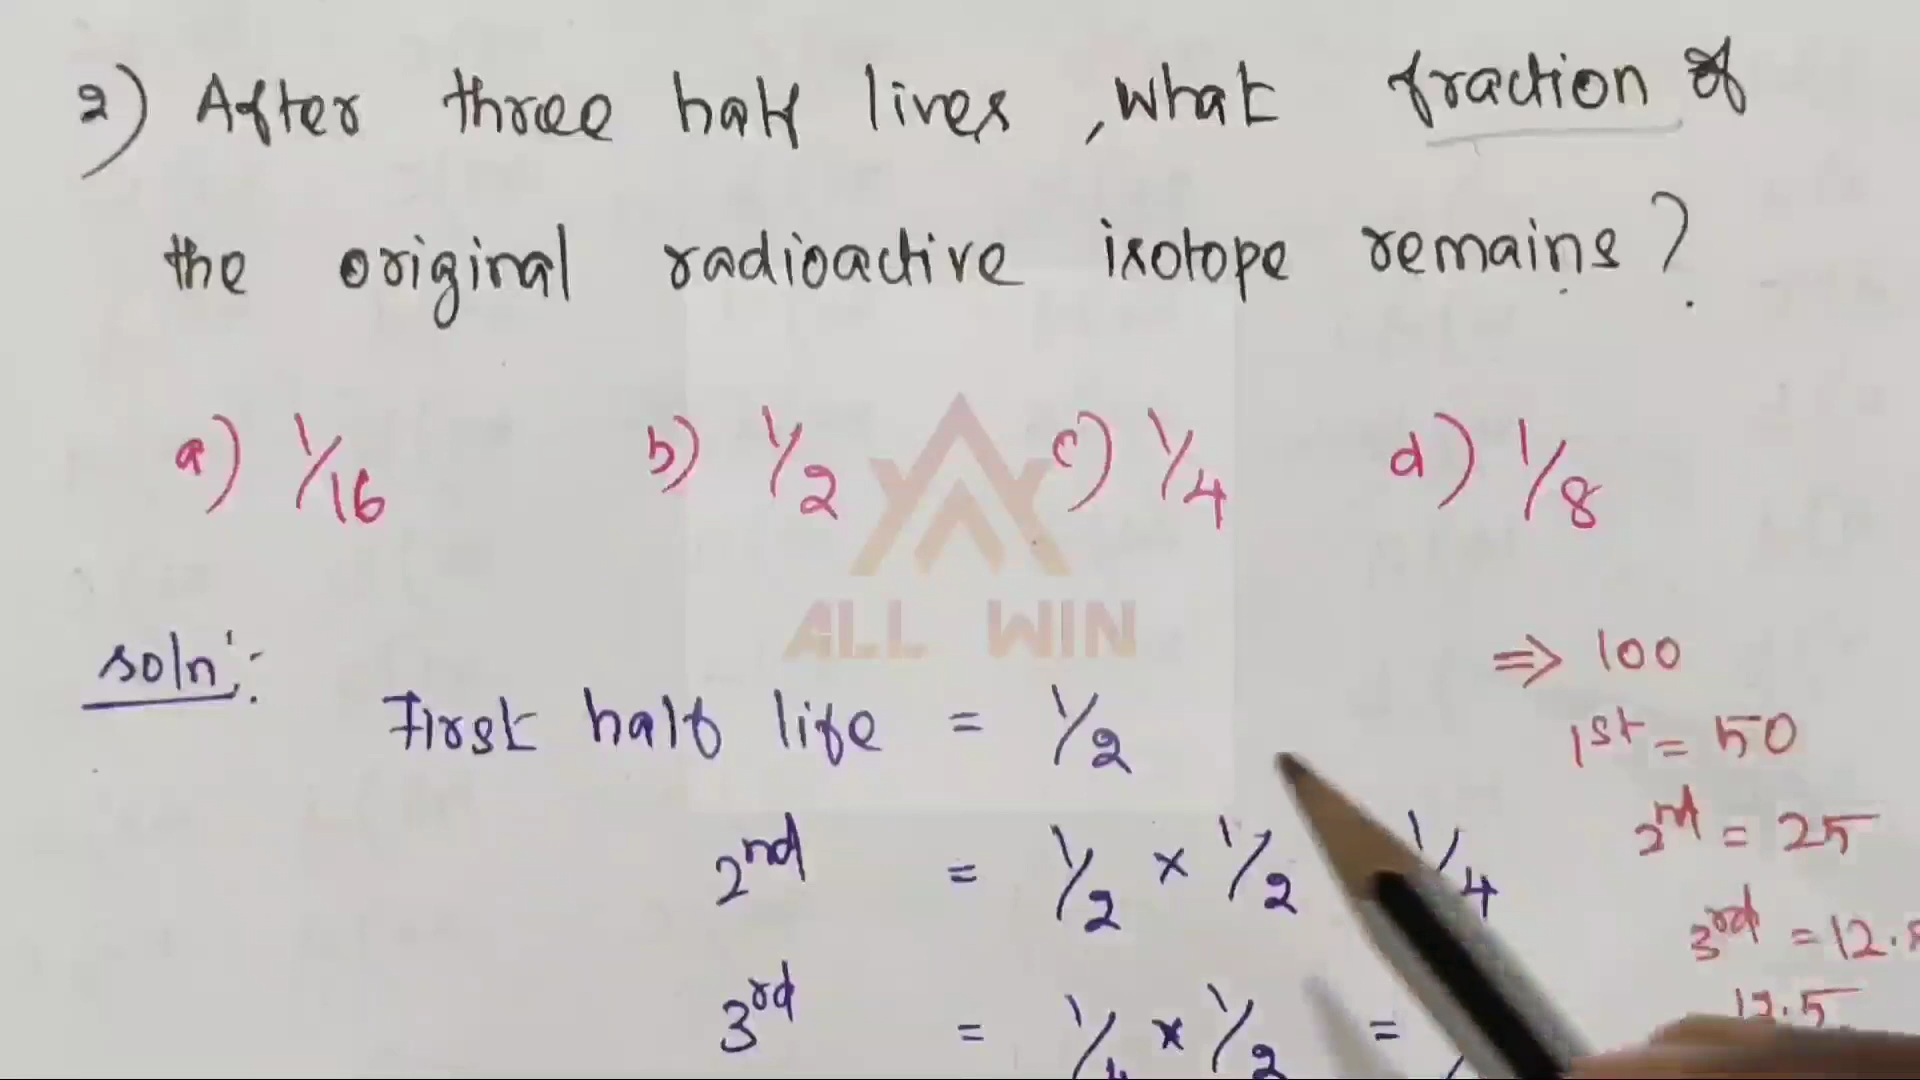 2) After three half lives, what fraction of
the original radioactive isotope remains?
a) 1/16 b) 1/2 c) 1/4 d) 1/8
ALL WIN
soln:
⇒ 100
First half life = 1/2
1st = 50
2nd = 1/2 x 1/2 1/4
2nd = 25
3rd = 12.
3rd = 1/4 x 1/2 =
12.5